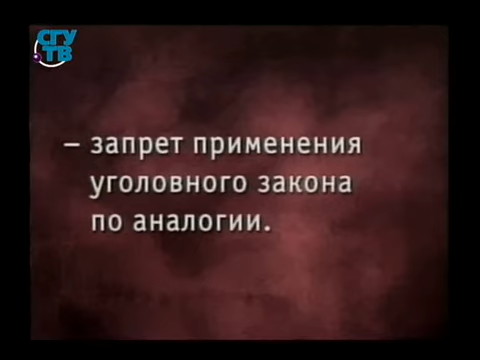 СГУ
ТВ
– запрет применения
уголовного закона
по аналогии.